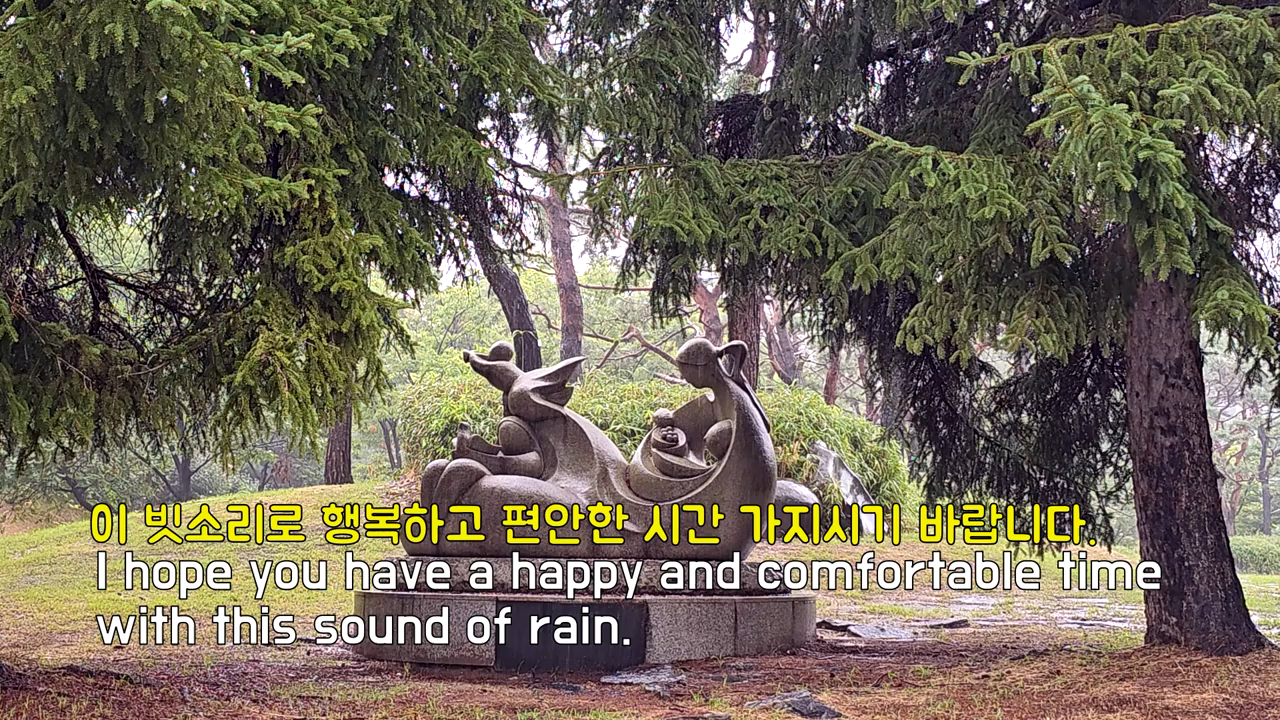 이 빗소리로 행복하고 편안한 시간 가지시기 바랍니다.
I hope you have a happy and comfortable time
with this sound of rain.